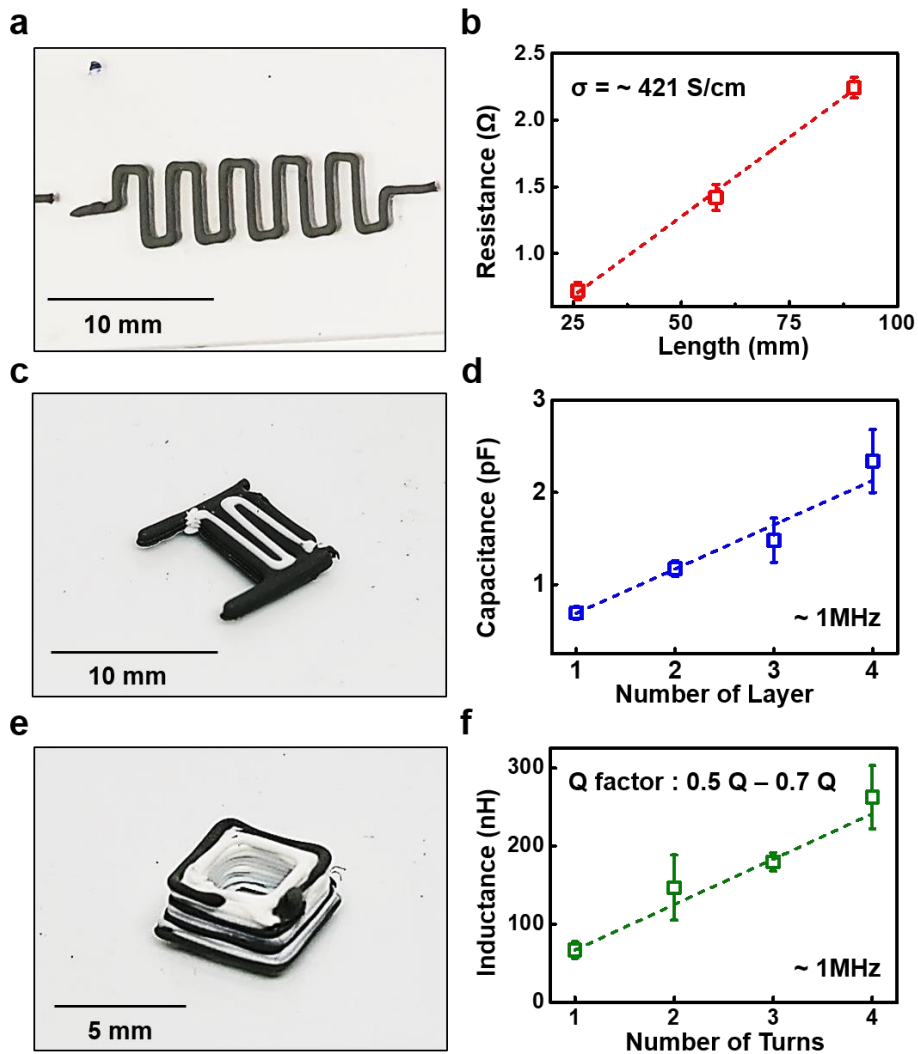 a
10 mm
b
σ = ~ 421 S/cm
Resistance (Ω)
2.5
2.0
1.5
1.0
25 50 75 100
Length (mm)
c
10 mm
d
Capacitance (pF)
3
2
1
~ 1MHz
1 2 3 4
Number of Layer
e
5 mm
f
Q factor : 0.5 Q – 0.7 Q
Inductance (nH)
300
200
100
0
~ 1MHz
1 2 3 4
Number of Turns